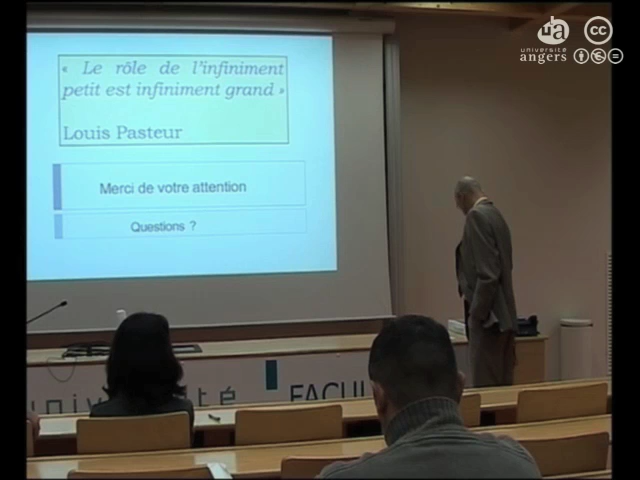 « Le rôle de l'infiniment
petit est infiniment grand »
Louis Pasteur
Merci de votre attention
Questions ?
ua
université
angers
cc
université
FACUL